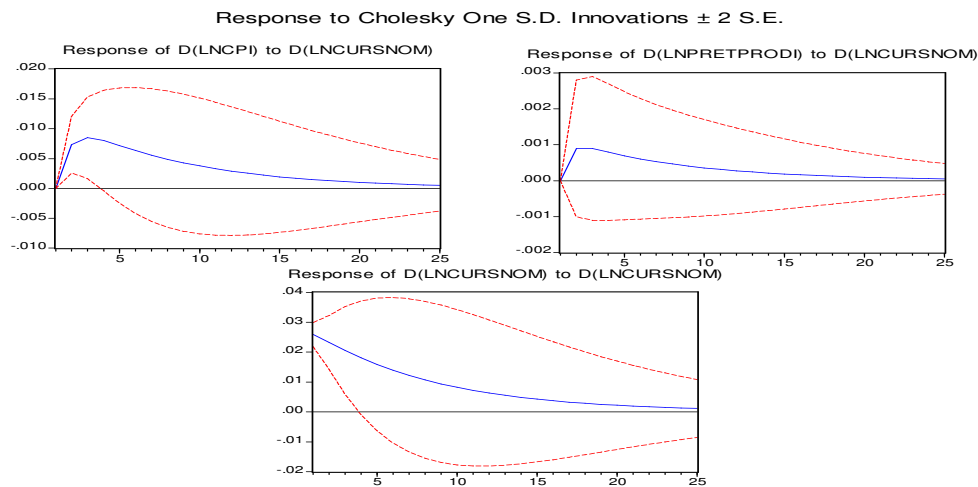 Response to Cholesky One S.D. Innovations ± 2 S.E.
Response of D(LNCPI) to D(LNCURSNOM)
.020
.015
.010
.005
.000
-.005
-.010
5 10 15 20 25
Response of D(LNPRETPRODI) to D(LNCURSNOM)
.003
.002
.001
.000
-.001
-.002
5 10 15 20 25
Response of D(LNCURSNOM) to D(LNCURSNOM)
.04
.03
.02
.01
.00
-.01
-.02
5 10 15 20 25